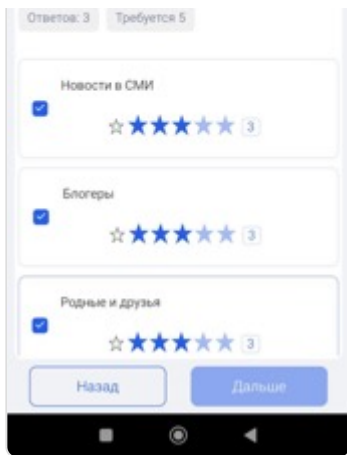 Ответов: 3 Требуется 5
Новости в СМИ
3
Блогеры
3
Родные и друзья
3
Назад Дальше